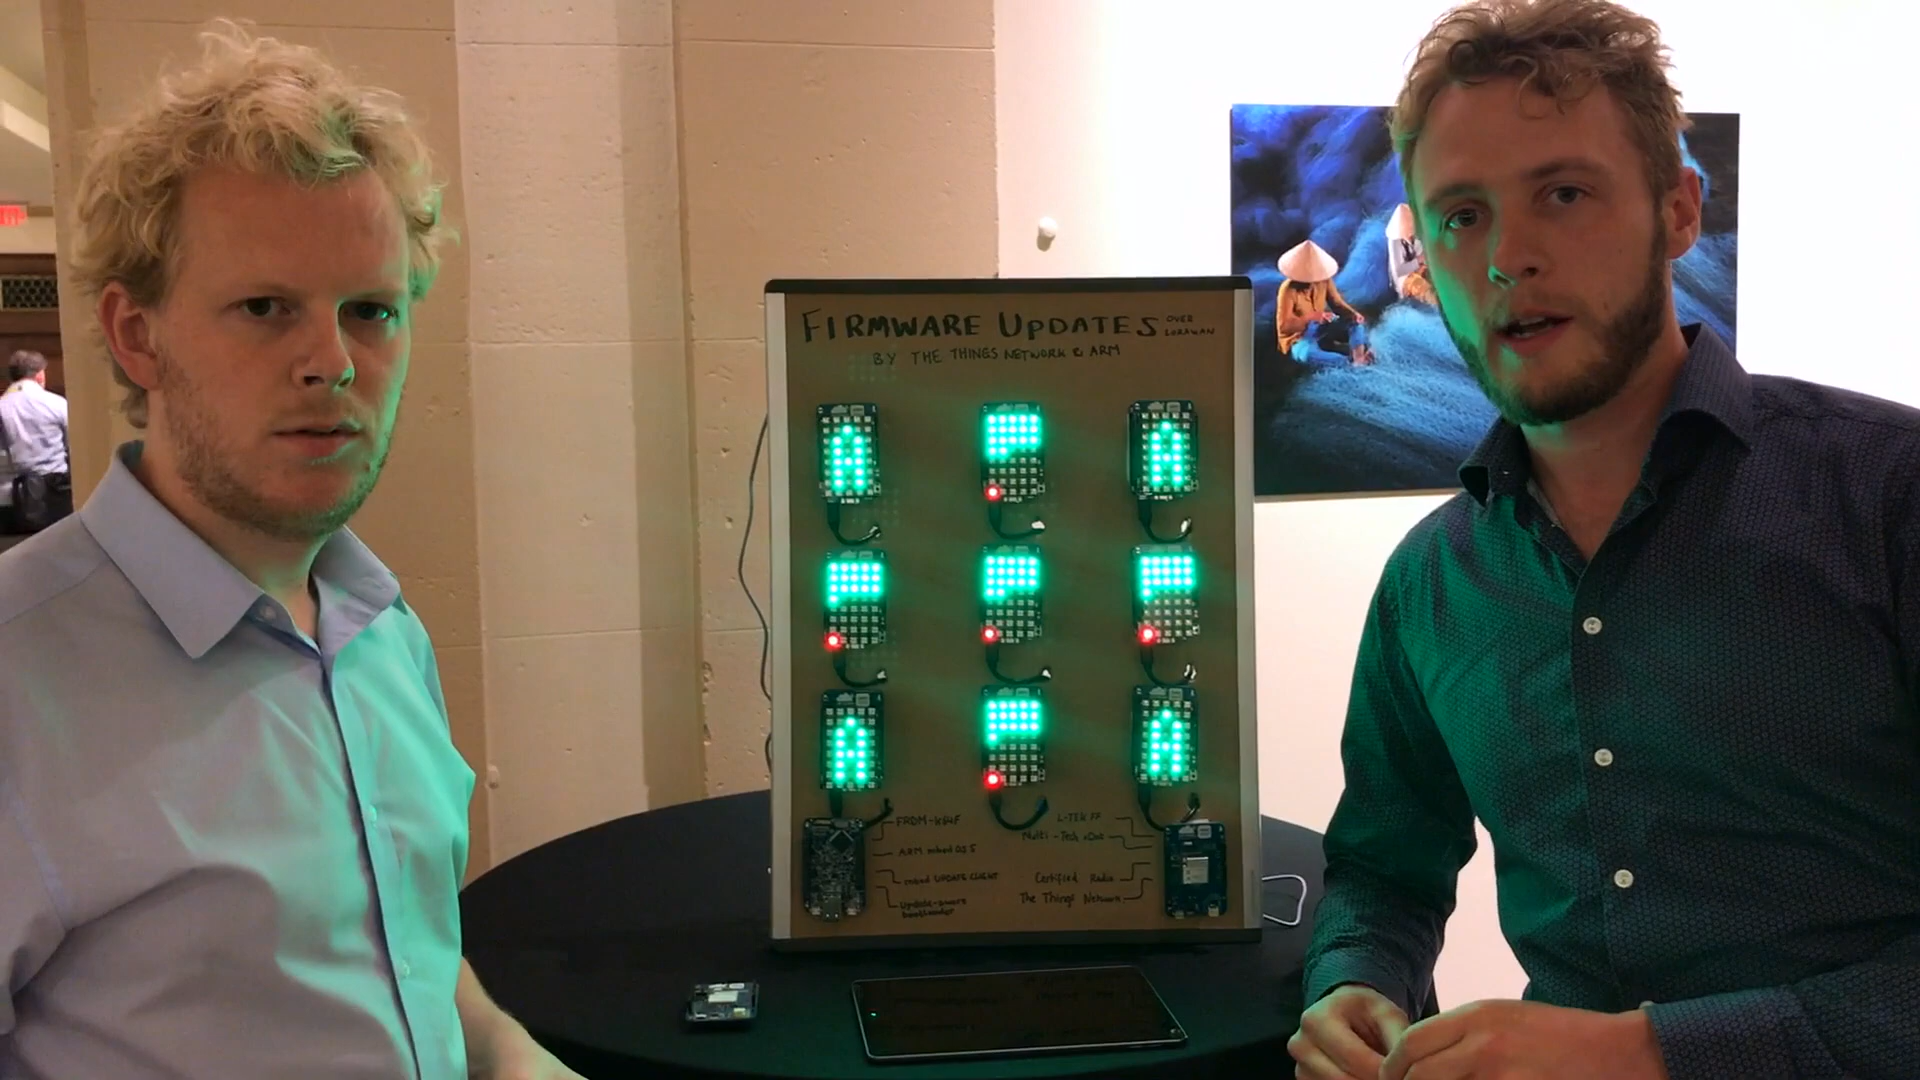 FIRMWARE UPDATES OVER LORAWAN
BY THE THINGS NETWORK & ARM
A
A
A
A
FRDM-K64F
ARM mbed OS 5
mbed UPDATE CLIENT
Update-aware
bootloader
L-TEK FF
Multi-Tech xDot
Certified Radio
The Things Network